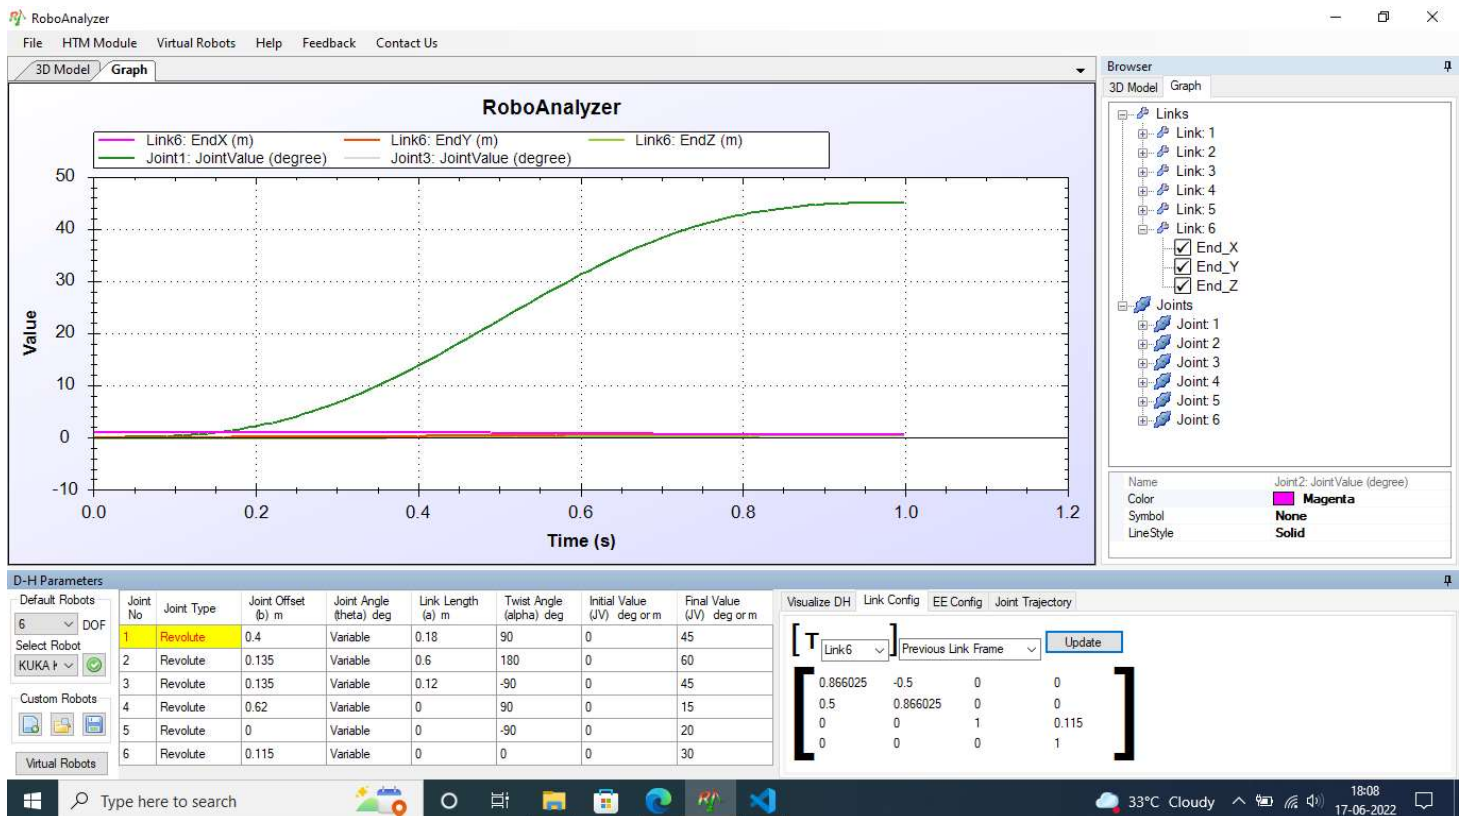 RoboAnalyzer
File HTM Module Virtual Robots Help Feedback Contact Us
3D Model Graph
RoboAnalyzer
Link6: EndX (m) Link6: EndY (m) Link6: EndZ (m)
Joint1: JointValue (degree) Joint3: JointValue (degree)
Value
50
40
30
20
10
0
-10
0.0 0.2 0.4 0.6 0.8 1.0 1.2
Time (s)
Browser
3D Model Graph
Links
Link: 1
Link: 2
Link: 3
Link: 4
Link: 5
Link: 6
End_X
End_Y
End_Z
Joints
Joint: 1
Joint: 2
Joint: 3
Joint: 4
Joint: 5
Joint: 6
Name Joint2: JointValue (degree)
Color Magenta
Symbol None
LineStyle Solid
D-H Parameters
Default Robots
6 DOF
Select Robot
KUKA
Custom Robots
Virtual Robots
Joint No Joint Type Joint Offset (b) m Joint Angle (theta) deg Link Length (a) m Twist Angle (alpha) deg Initial Value (JV) deg or m Final Value (JV) deg or m
1 Revolute 0.4 Variable 0.18 90 0 45
2 Revolute 0.135 Variable 0.6 180 0 60
3 Revolute 0.135 Variable 0.12 -90 0 45
4 Revolute 0.62 Variable 0 90 0 15
5 Revolute 0 Variable 0 -90 0 20
6 Revolute 0.115 Variable 0 0 0 30
Visualize DH Link Config EE Config Joint Trajectory
T Link6 Previous Link Frame Update
0.866025 -0.5 0 0
0.5 0.866025 0 0
0 0 1 0.115
0 0 0 1
Type here to search
33°C Cloudy
18:08
17-06-2022